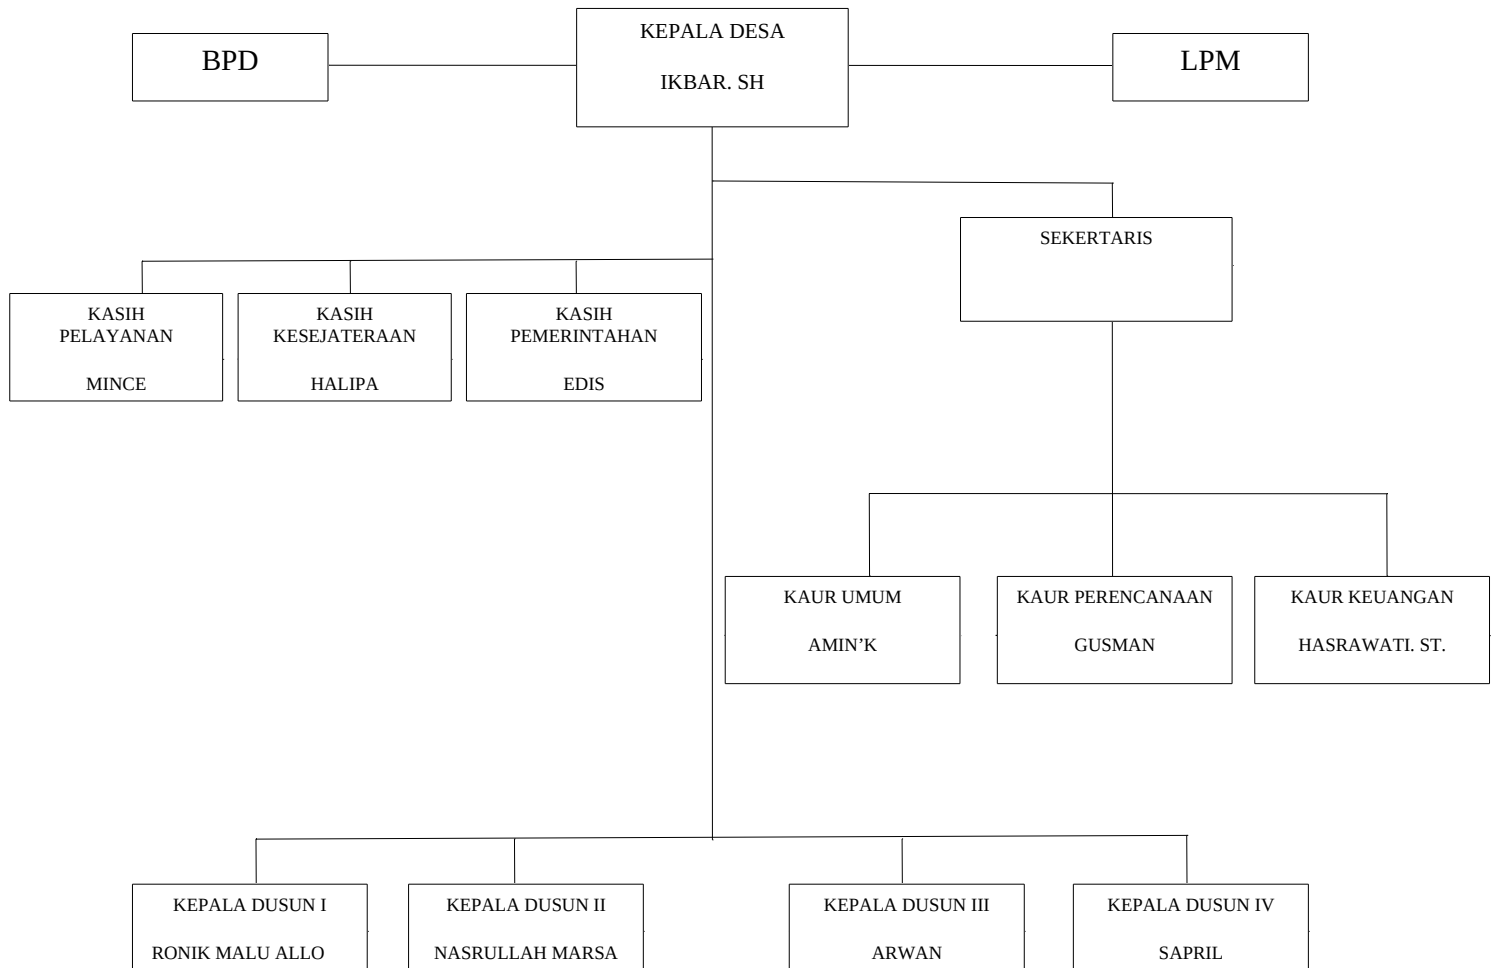 KEPALA DESA
IKBAR. SH
BPD
LPM
SEKERTARIS
KASIH
PELAYANAN
MINCE
KASIH
KESEJATERAAN
HALIPA
KASIH
PEMERINTAHAN
EDIS
KAUR UMUM
AMIN’K
KAUR PERENCANAAN
GUSMAN
KAUR KEUANGAN
HASRAWATI. ST.
KEPALA DUSUN I
RONIK MALU ALLO
KEPALA DUSUN II
NASRULLAH MARSA
KEPALA DUSUN III
ARWAN
KEPALA DUSUN IV
SAPRIL